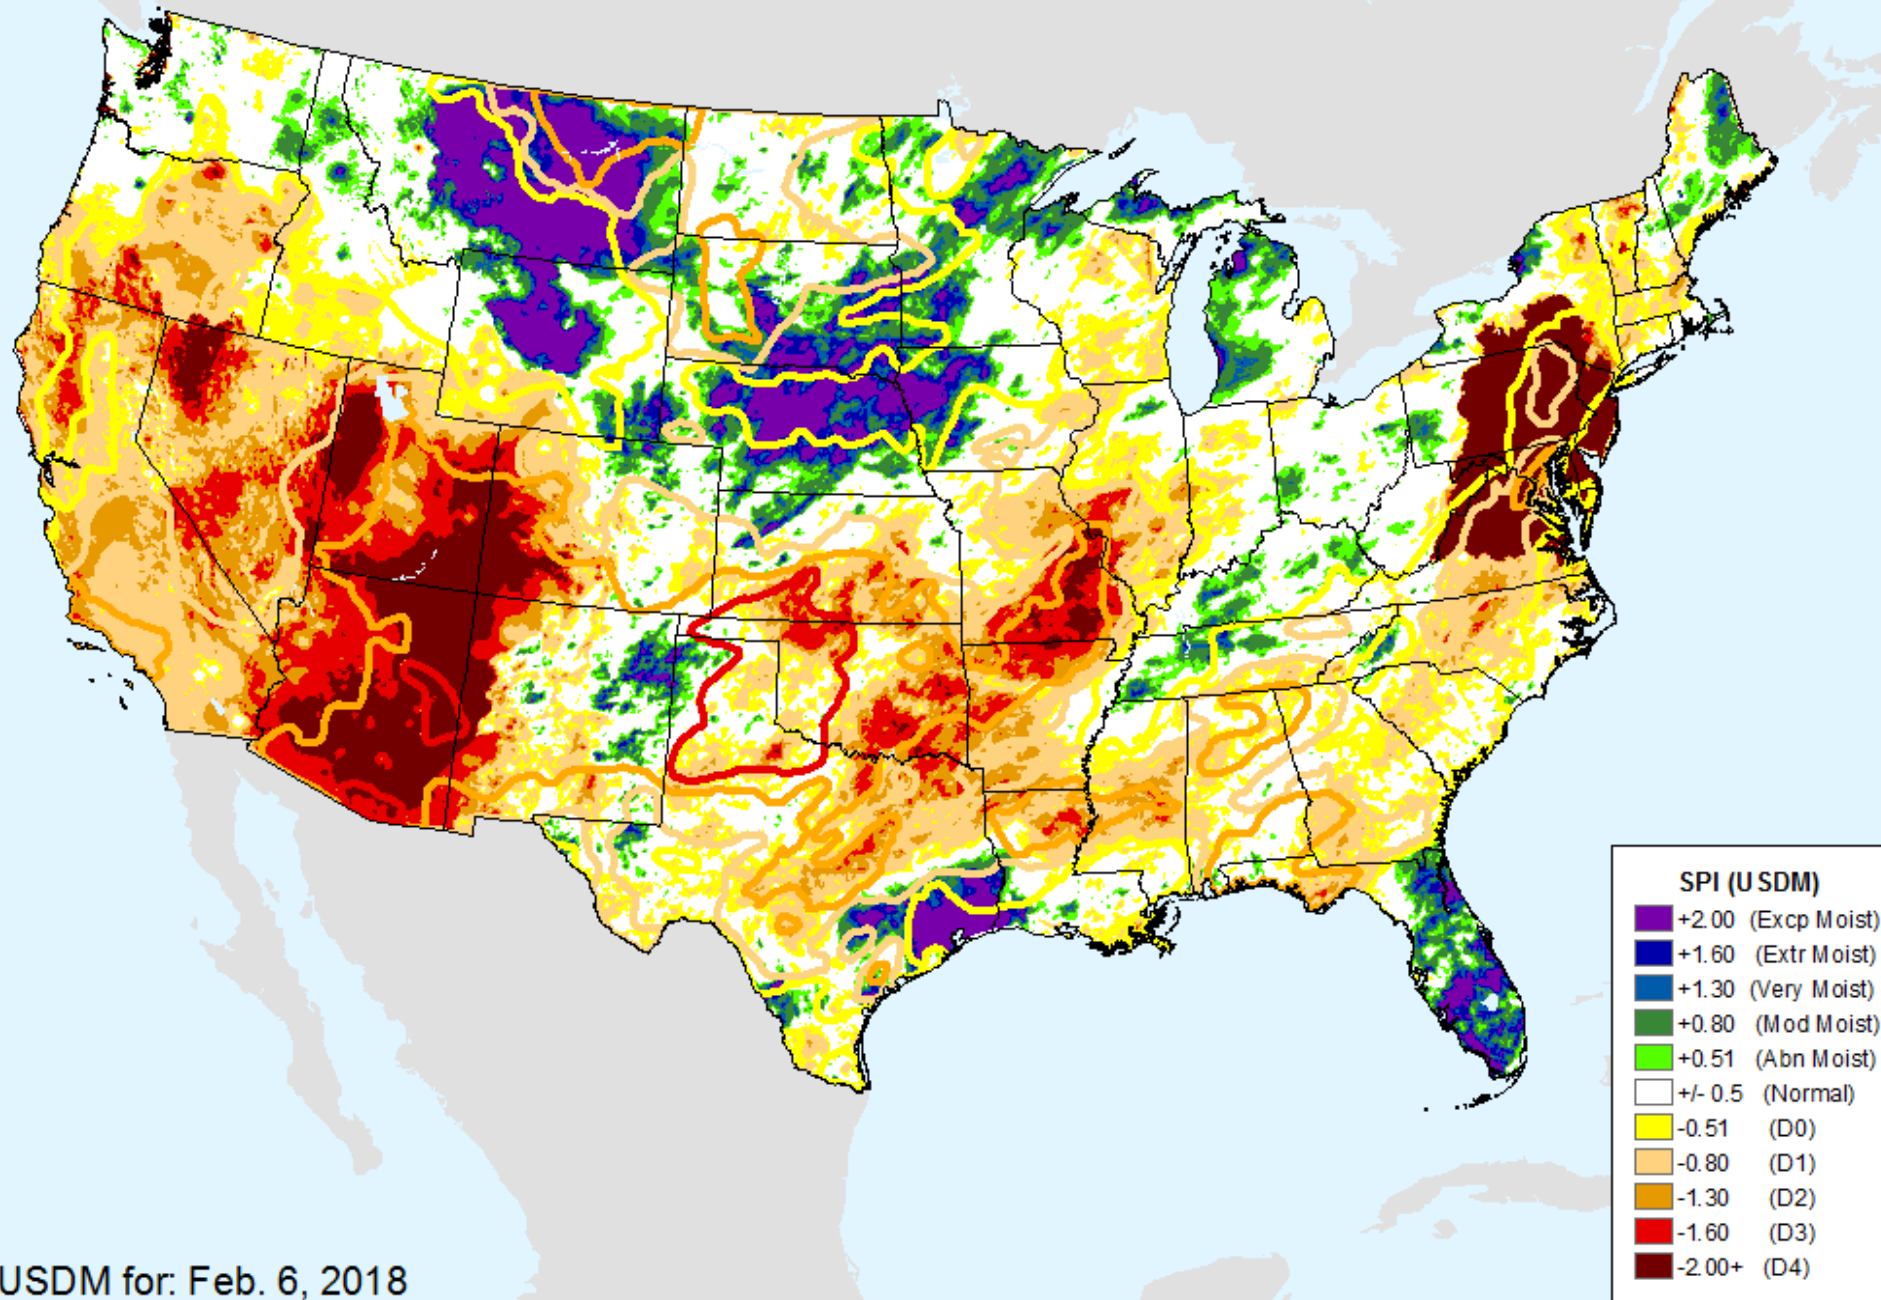 SPI (USDM)
+2.00 (Excp Moist)
+1.60 (Extr Moist)
+1.30 (Very Moist)
+0.80 (Mod Moist)
+0.51 (Abn Moist)
+/- 0.5 (Normal)
-0.51 (D0)
-0.80 (D1)
-1.30 (D2)
-1.60 (D3)
-2.00+ (D4)
USDM for: Feb. 6, 2018